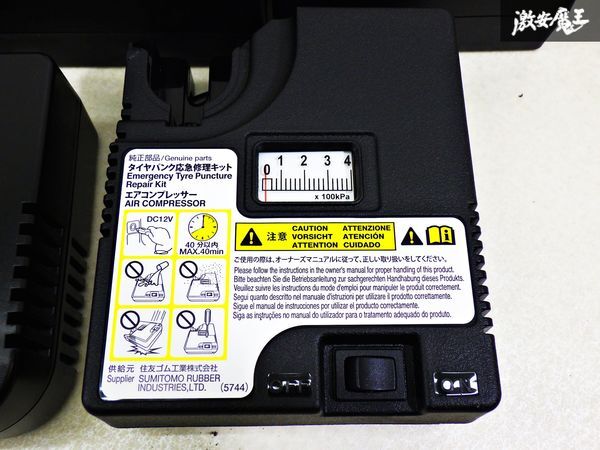 激安魔王
純正部品/Genuine parts
タイヤパンク応急修理キット
Emergency Tyre Puncture
Repair Kit
エアコンプレッサー
AIR COMPRESSOR
DC12V
40分以内
MAX.40min
供給元 住友ゴム工業株式会社
Supplier SUMITOMO RUBBER
INDUSTRIES,LTD. (5744)
0 1 2 3 4
x 100kPa
注意
CAUTION ATTENZIONE
VORSICHT ATENCIÓN
ATTENTION CUIDADO
ご使用の際は、オーナーズマニュアルに従って、正しい取り扱いをしてください。
Please follow the instructions in the owner's manual for proper handling of this product.
Bitte beachten Sie die Betriebsanleitung zur sachgerechten Handhabung dieses Produkts.
Veuillez suivre les instructions du mode d'emploi pour manipuler le produit correctement.
Segui quanto descritto nel manuale d'istruzioni per utilizzare il prodotto correttamente.
Sigue el manual de instrucciones por utilizar el producto correctamente.
Siga as instruções no manual do utilizador para o tratamento adequado do produto.
OFF
ON